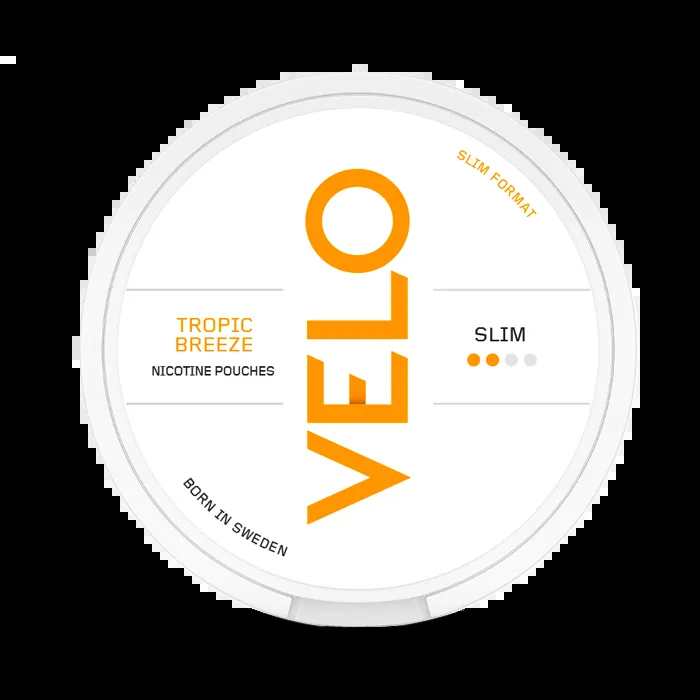 SLIM FORMAT
VELO
TROPIC
BREEZE
NICOTINE POUCHES
SLIM
BORN IN SWEDEN